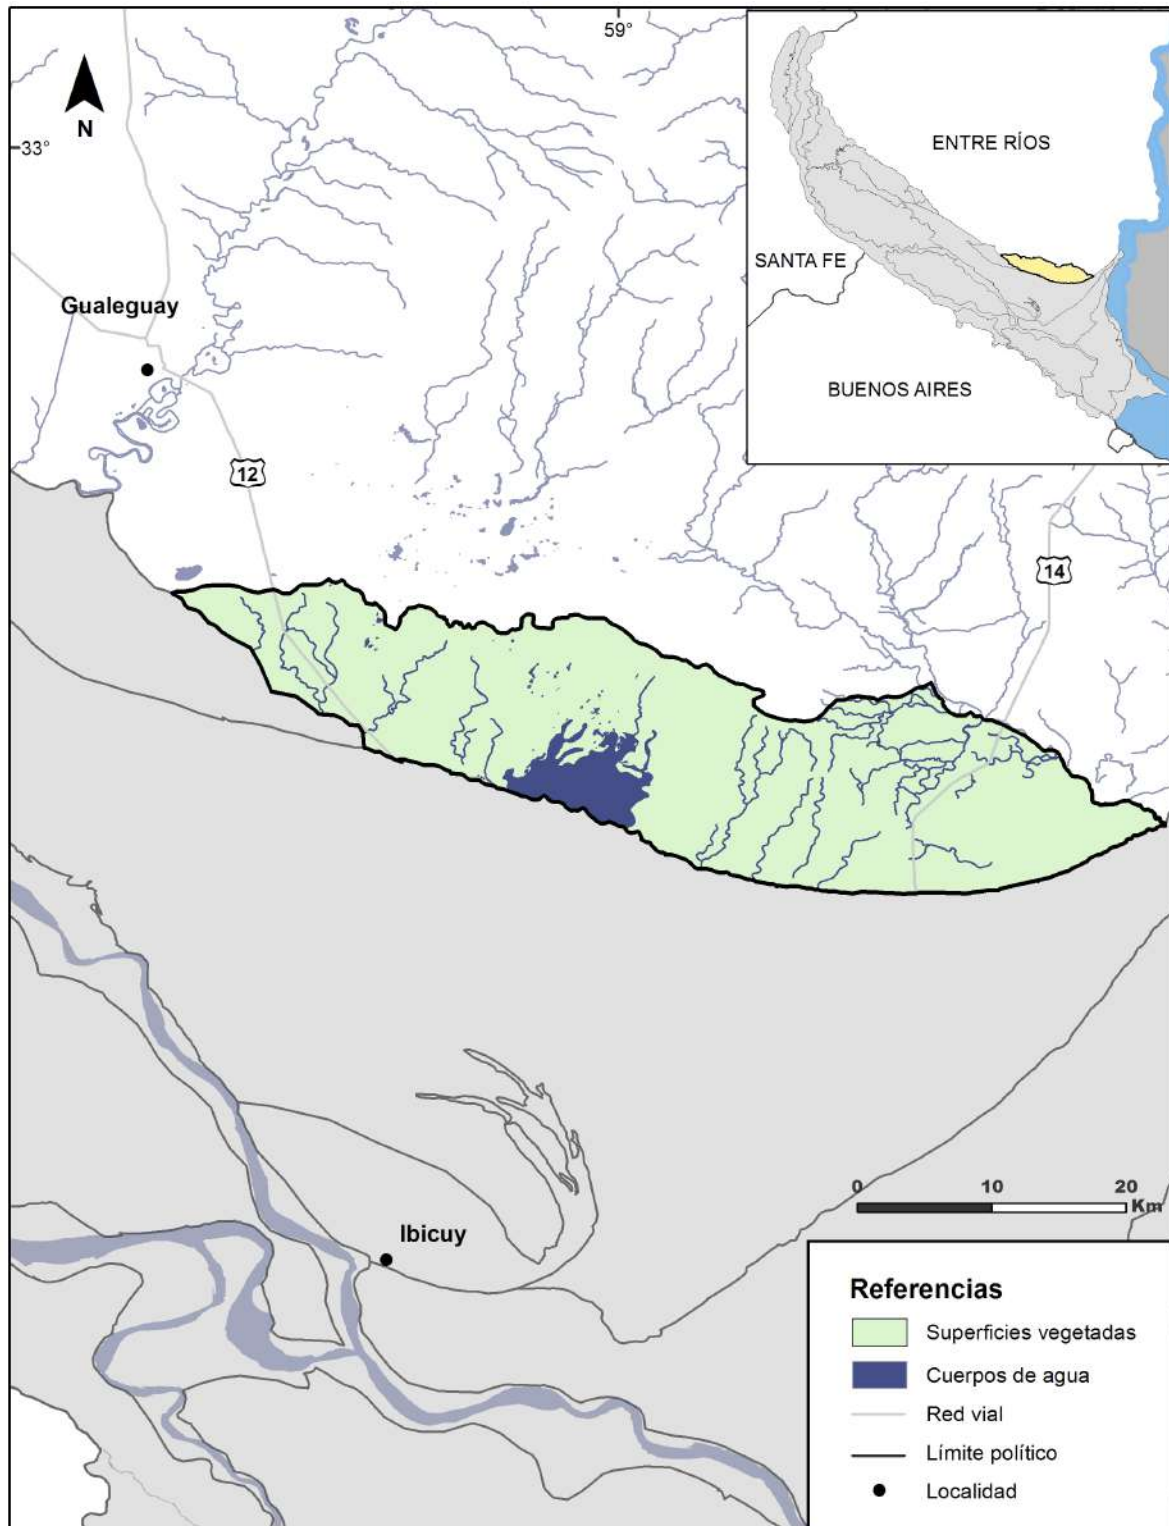 59°
N
33°
ENTRE RÍOS
SANTA FE
BUENOS AIRES
Gualeguay
12
14
0 10 20
Km
Ibicuy
Referencias
Superficies vegetadas
Cuerpos de agua
Red vial
Límite político
Localidad